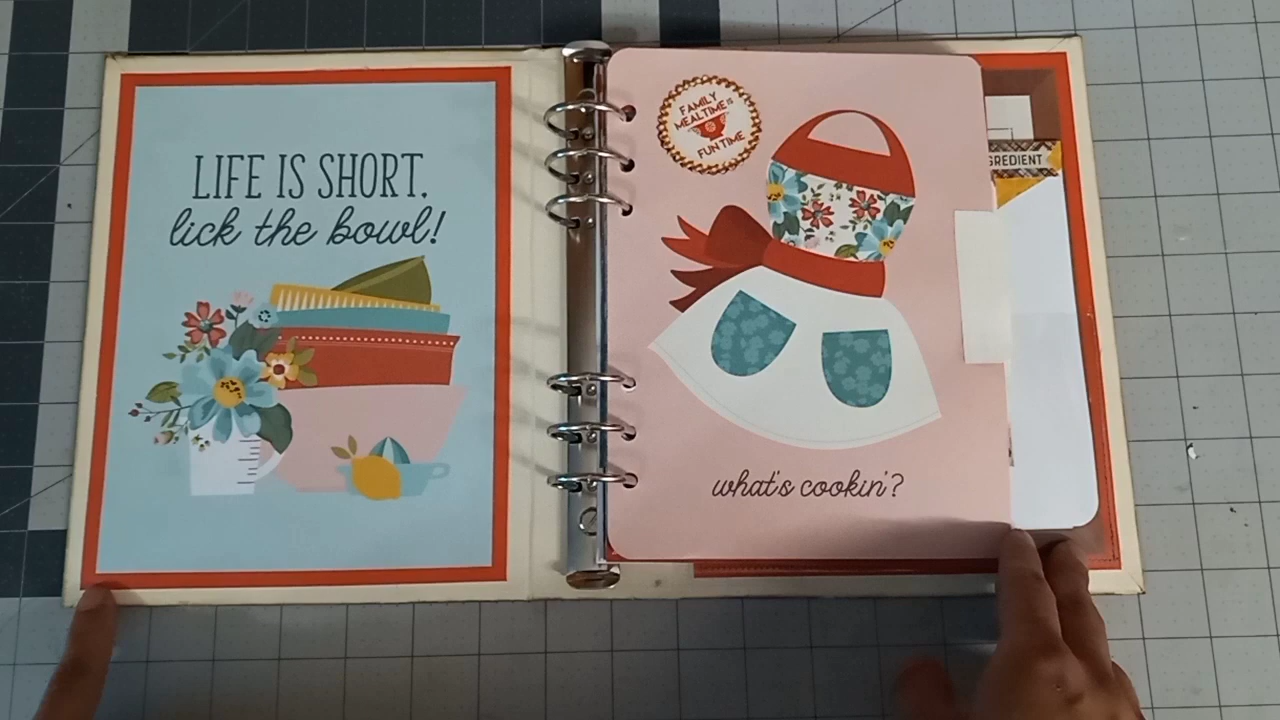 LIFE IS SHORT.
lick the bowl!
FAMILY
MEALTIME IS
FUN TIME
GREDIENT
what's cookin'?